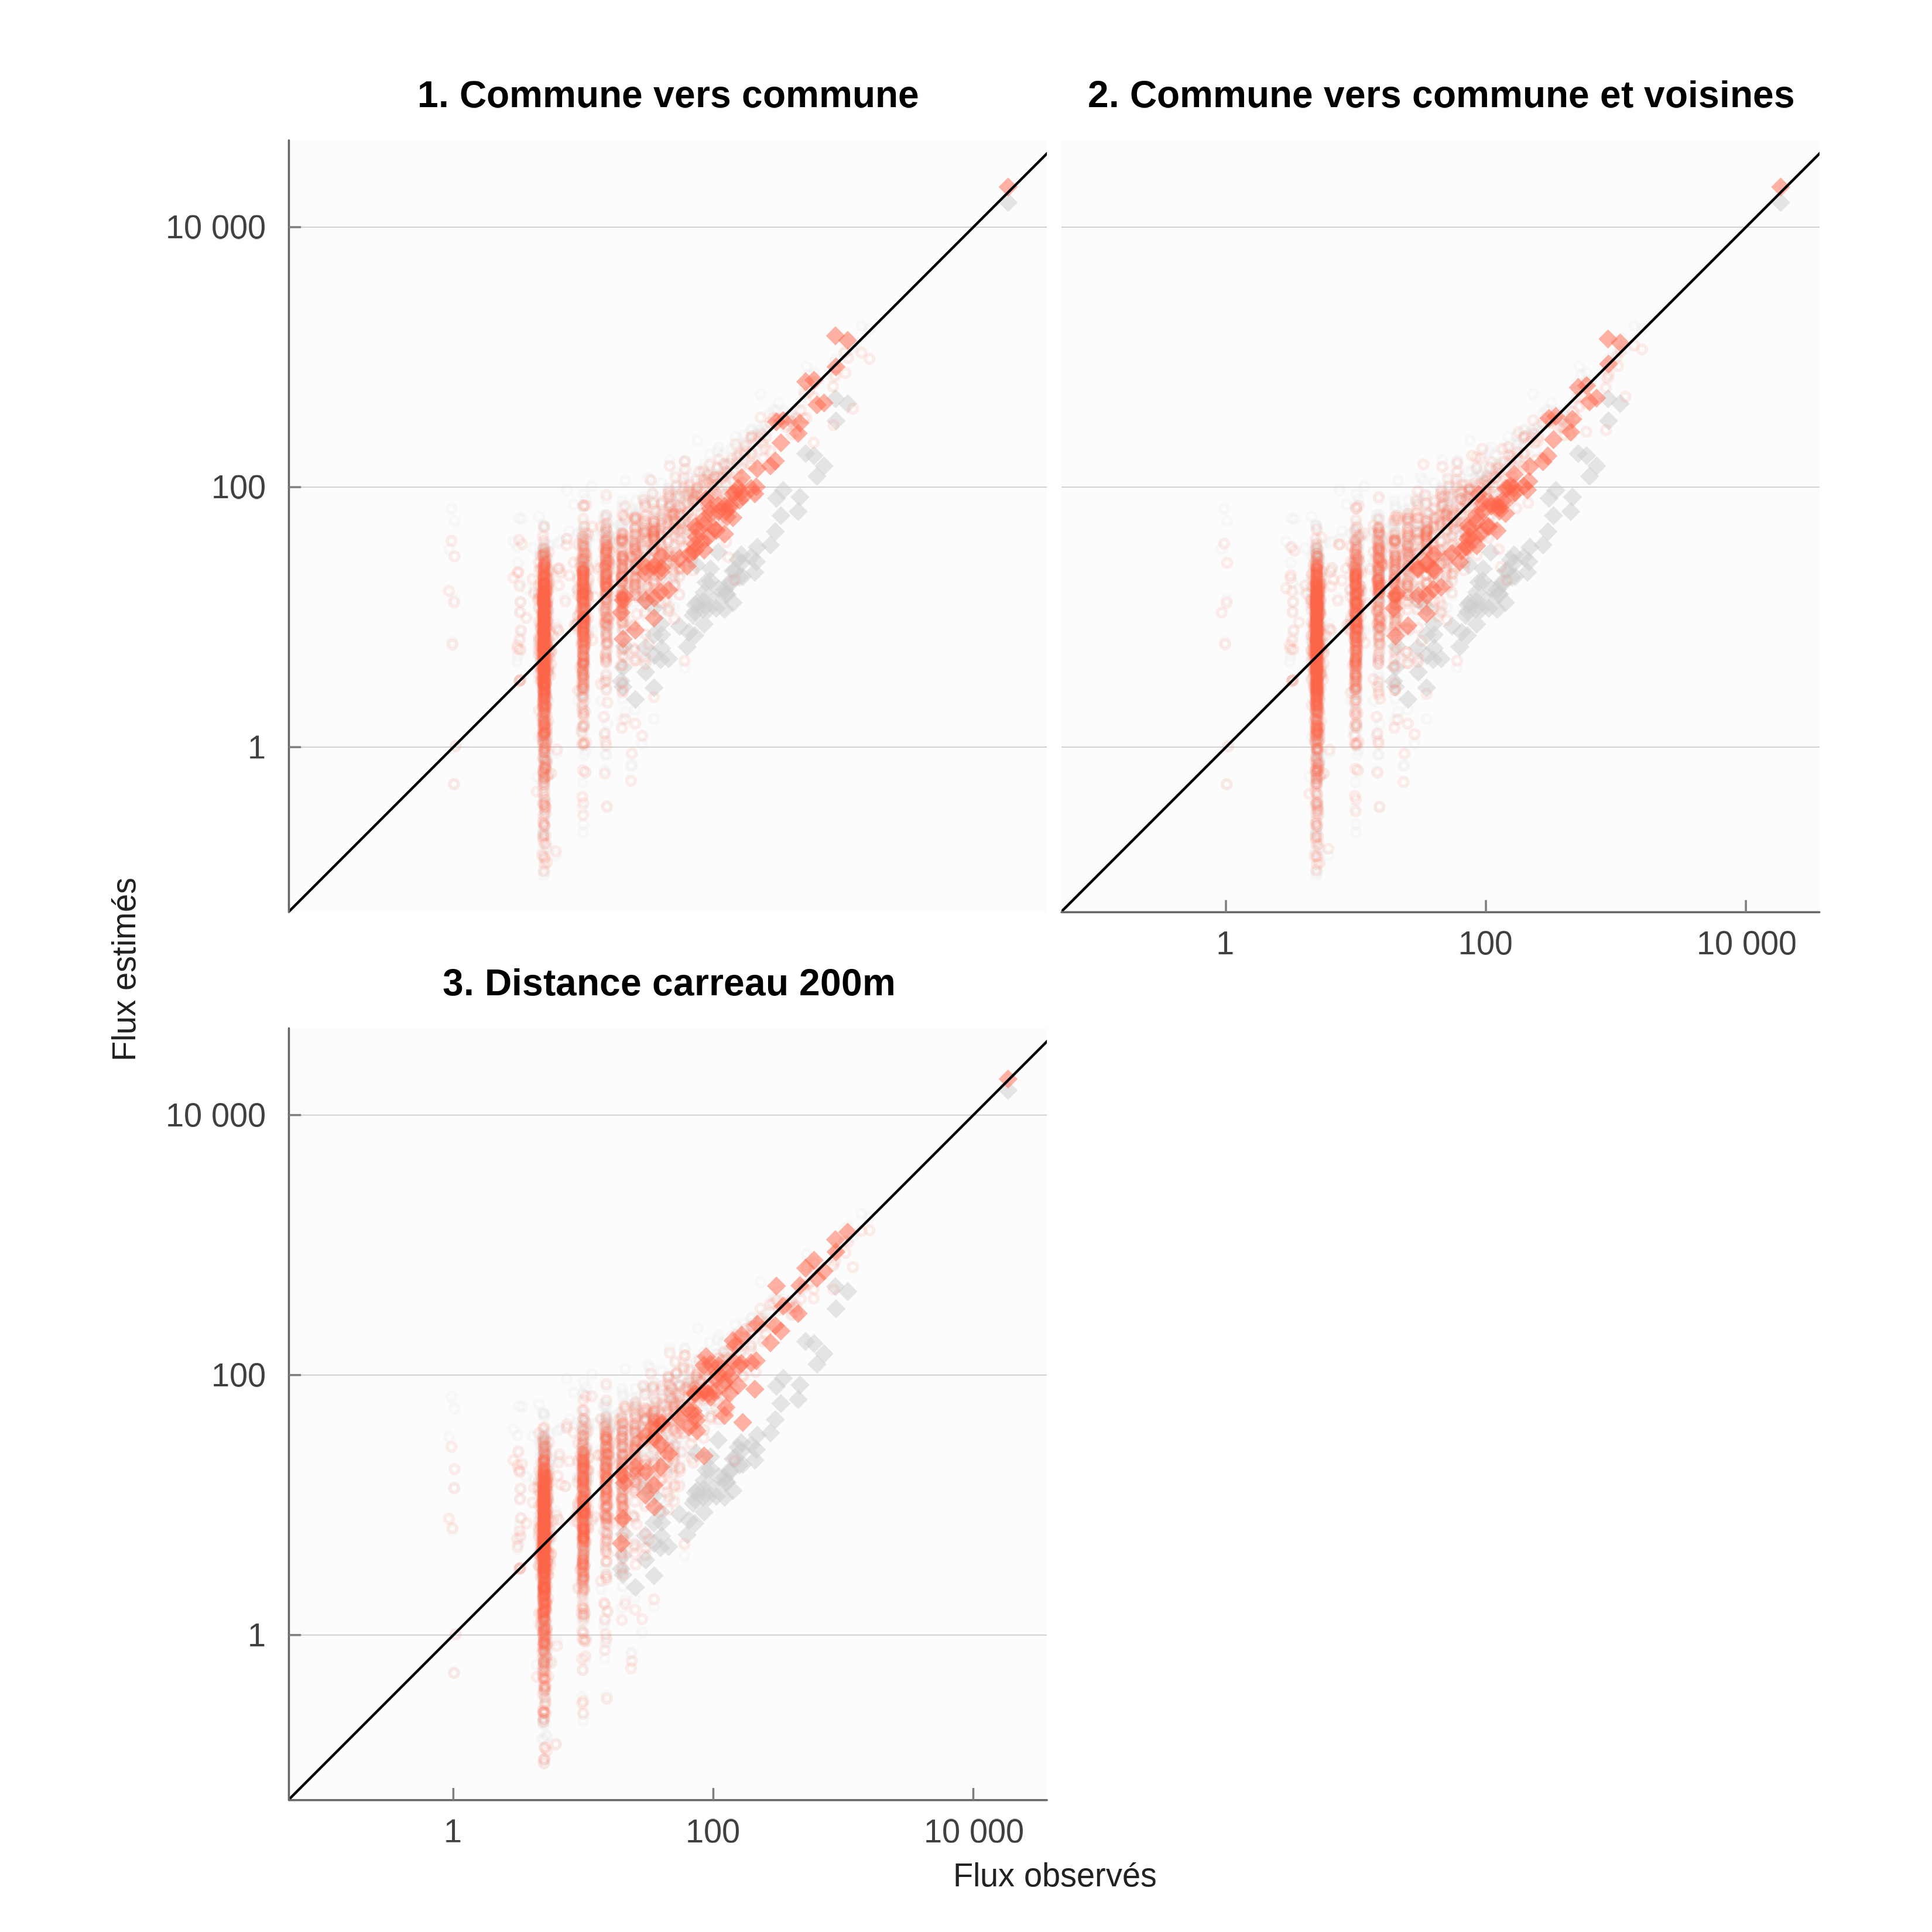 1. Commune vers commune
2. Commune vers commune et voisines
10 000
100
1
1
100
10 000
Flux estimés
3. Distance carreau 200m
10 000
100
1
1
100
10 000
Flux observés